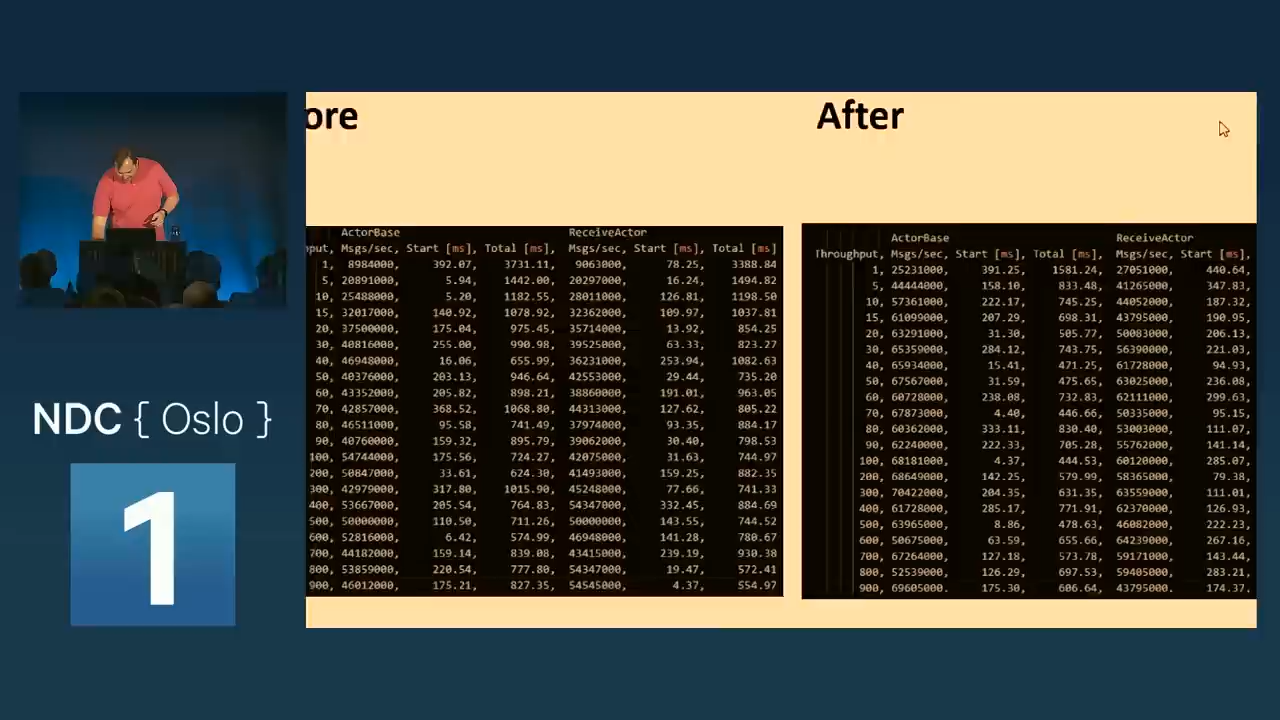 ore
After
ActorBase ReceiveActor
put, Msgs/sec, Start [ms], Total [ms], Msgs/sec, Start [ms], Total [ms]
1, 8984000, 392.07, 3731.11, 9063000, 78.25, 3388.84
5, 20891000, 5.94, 1442.00, 20297000, 16.24, 1494.82
10, 25488000, 5.20, 1182.55, 28011000, 126.81, 1198.50
15, 32017000, 140.92, 1078.92, 32362000, 109.97, 1037.81
20, 37500000, 175.04, 975.45, 35714000, 13.92, 854.25
30, 40816000, 255.00, 990.98, 39525000, 63.33, 823.27
40, 46948000, 16.06, 655.99, 36231000, 253.94, 1082.63
50, 40376000, 203.13, 946.64, 42553000, 29.44, 735.20
60, 43352000, 205.82, 898.21, 38860000, 191.01, 963.05
70, 42857000, 368.52, 1068.80, 44313000, 127.62, 805.22
80, 46511000, 95.58, 741.49, 37974000, 93.35, 884.17
90, 40760000, 159.32, 895.79, 39062000, 30.40, 798.53
100, 54744000, 175.56, 724.27, 42075000, 31.63, 744.97
200, 50847000, 33.61, 624.30, 41493000, 159.25, 882.35
300, 42979000, 317.80, 1015.90, 45248000, 77.66, 741.33
400, 53667000, 205.54, 764.83, 54347000, 332.45, 884.69
500, 50000000, 110.50, 711.26, 50000000, 143.55, 744.52
600, 52816000, 6.42, 574.99, 46948000, 141.28, 780.67
700, 44182000, 159.14, 839.08, 43415000, 239.19, 930.38
800, 53859000, 220.54, 777.80, 54347000, 19.47, 572.41
900, 46012000, 175.21, 827.35, 54545000, 4.37, 554.97
ActorBase ReceiveActor
Throughput, Msgs/sec, Start [ms], Total [ms], Msgs/sec, Start [ms],
1, 25231000, 391.25, 1581.24, 27051000, 440.64,
5, 44444000, 158.10, 833.48, 41265000, 347.83,
10, 57361000, 222.17, 745.25, 44052000, 187.32,
15, 61099000, 207.29, 698.31, 43795000, 190.95,
20, 63291000, 31.30, 505.77, 50083000, 206.13,
30, 65359000, 284.12, 743.75, 56390000, 221.03,
40, 65934000, 15.41, 471.25, 61728000, 94.93,
50, 67567000, 31.59, 475.65, 63025000, 236.08,
60, 60728000, 238.08, 732.83, 62111000, 299.63,
70, 67873000, 4.40, 446.66, 50335000, 95.15,
80, 60362000, 333.11, 830.40, 53003000, 111.07,
90, 62240000, 222.33, 705.28, 55762000, 141.14,
100, 68181000, 4.37, 444.53, 60120000, 285.07,
200, 68649000, 142.25, 579.99, 58365000, 79.38,
300, 70422000, 204.35, 631.35, 63559000, 111.01,
400, 61728000, 285.17, 771.91, 62370000, 126.93,
500, 63965000, 8.86, 478.63, 46082000, 222.23,
600, 50675000, 63.59, 655.66, 64239000, 267.16,
700, 67264000, 127.18, 573.78, 59171000, 143.44,
800, 52539000, 126.29, 697.53, 59405000, 283.21,
900, 69605000. 175.30, 606.64, 43795000. 174.37,
NDC { Oslo }
1